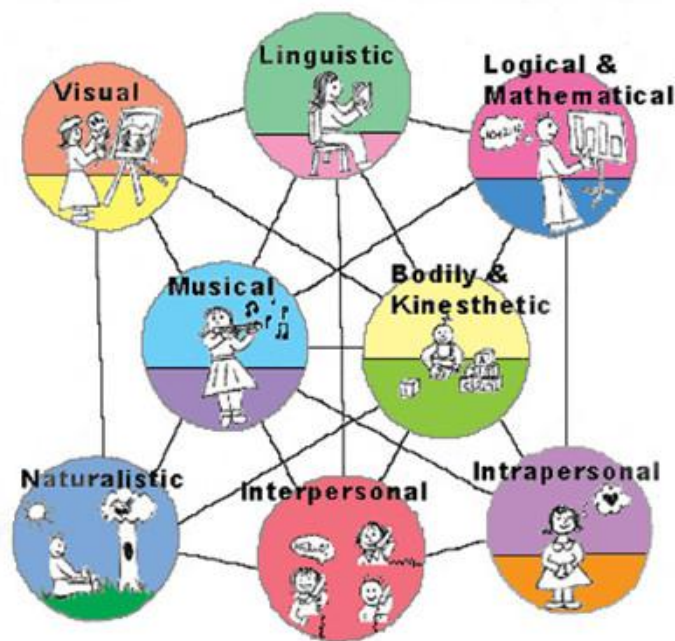 Linguistic
Visual
Logical &
Mathematical
Musical
Bodily &
Kinesthetic
Naturalistic
Interpersonal
Intrapersonal